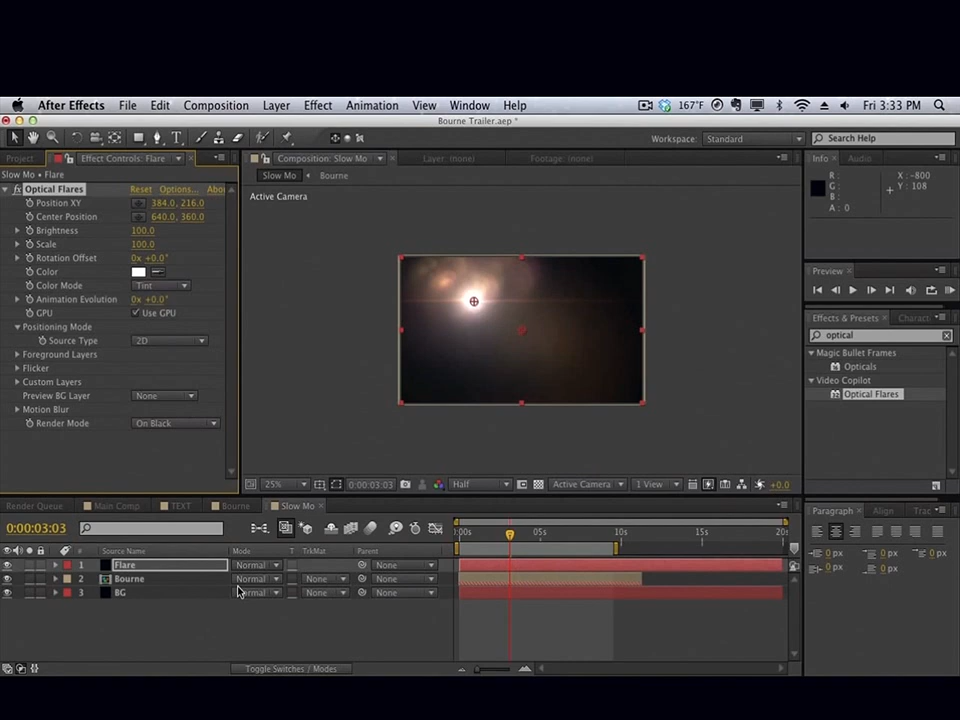 After Effects File Edit Composition Layer Effect Animation View Window Help 167°F Fri 3:33 PM
Bourne Trailer.aep *
Workspace: Standard Search Help
Project Effect Controls: Flare Composition: Slow Mo Layer: (none) Footage: (none) Info Audio
Slow Mo • Flare Slow Mo Bourne
fx Optical Flares Reset Options... Abou
Active Camera
R : X : -800
G : Y : 108
B :
A : 0
Position XY 384.0, 216.0
Center Position 640.0, 360.0
Brightness 100.0
Scale 100.0
Rotation Offset 0x +0.0°
Color
Color Mode Tint
Animation Evolution 0x +0.0°
GPU Use GPU
Positioning Mode
Source Type 2D
Foreground Layers
Flicker
Custom Layers
Preview BG Layer None
Motion Blur
Render Mode On Black
Preview
Effects & Presets Charact
optical
Magic Bullet Frames
Opticals
Video Copilot
Optical Flares
25% 0:00:03:03 Half Active Camera 1 View +0.0
Render Queue Main Comp TEXT Bourne Slow Mo
Paragraph Align Trac
0:00:03:03
:00s 05s 10s 15s 20s
# Source Name Mode T TrkMat Parent
1 Flare Normal None
2 Bourne Normal None None
3 BG Normal None None
0 px 0 px 0 px
0 px 0 px
Toggle Switches / Modes